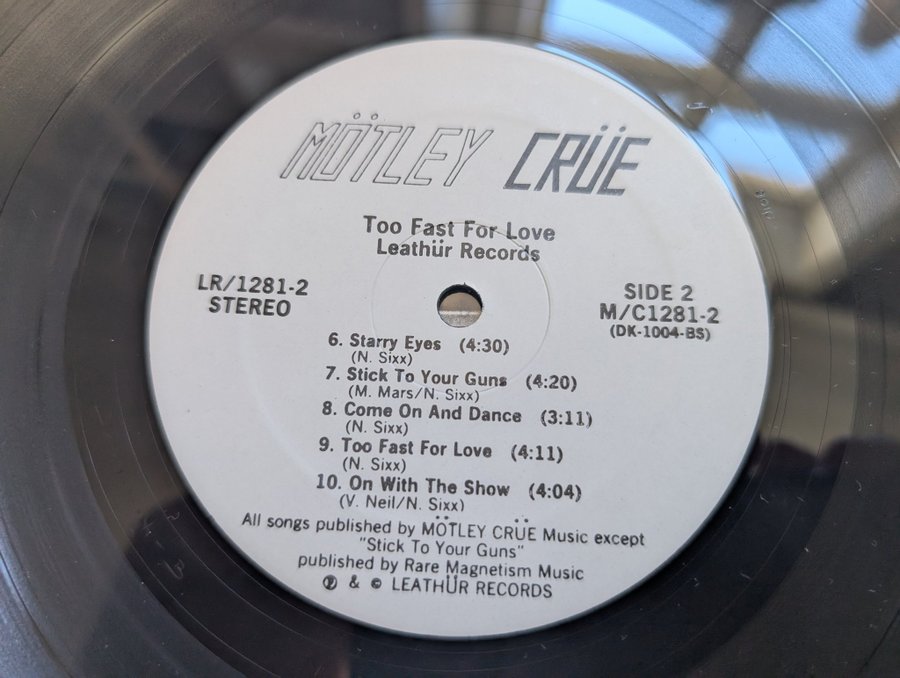 MÖTLEY CRÜE
Too Fast For Love
Leathür Records
LR/1281-2
STEREO
SIDE 2
M/C1281-2
(DK-1004-BS)
6. Starry Eyes (4:30)
(N. Sixx)
7. Stick To Your Guns (4:20)
(M. Mars/N. Sixx)
8. Come On And Dance (3:11)
(N. Sixx)
9. Too Fast For Love (4:11)
(N. Sixx)
10. On With The Show (4:04)
(V. Neil/N. Sixx)
All songs published by MÖTLEY CRÜE Music except
"Stick To Your Guns"
published by Rare Magnetism Music
℗ & © LEATHÜR RECORDS